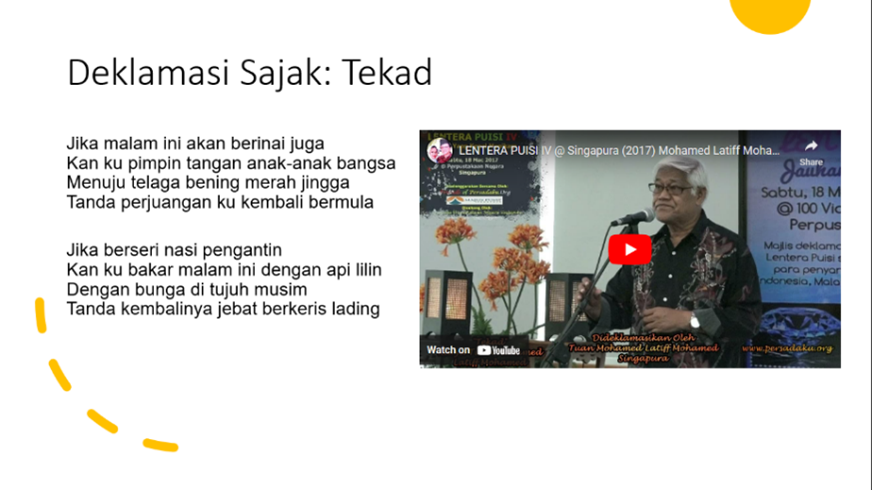 Deklamasi Sajak: Tekad
Jika malam ini akan berinai juga
Kan ku pimpin tangan anak-anak bangsa
Menuju telaga bening merah jingga
Tanda perjuangan ku kembali bermula
Jika berseri nasi pengantin
Kan ku bakar malam ini dengan api lilin
Dengan bunga di tujuh musim
Tanda kembalinya jebat berkeris lading
LENTERA PUISI IV
LENTERA PUISI IV @ Singapura (2017) Mohamed Latiff Moha...
Share
Sabtu, 18 Mac 2017
di Perpustakaan Negara
Singapura
Jauhar
Sabtu, 18 M
@ 100 Vic
Perpus
Majlis deklama
Lentera Puisi
para penyar
ndonesia, Mala
Dideklamasikan Oleh
Tuan Mohamed Latiff Mohamed
Singapura
www.persadaku.org
Watch on YouTube